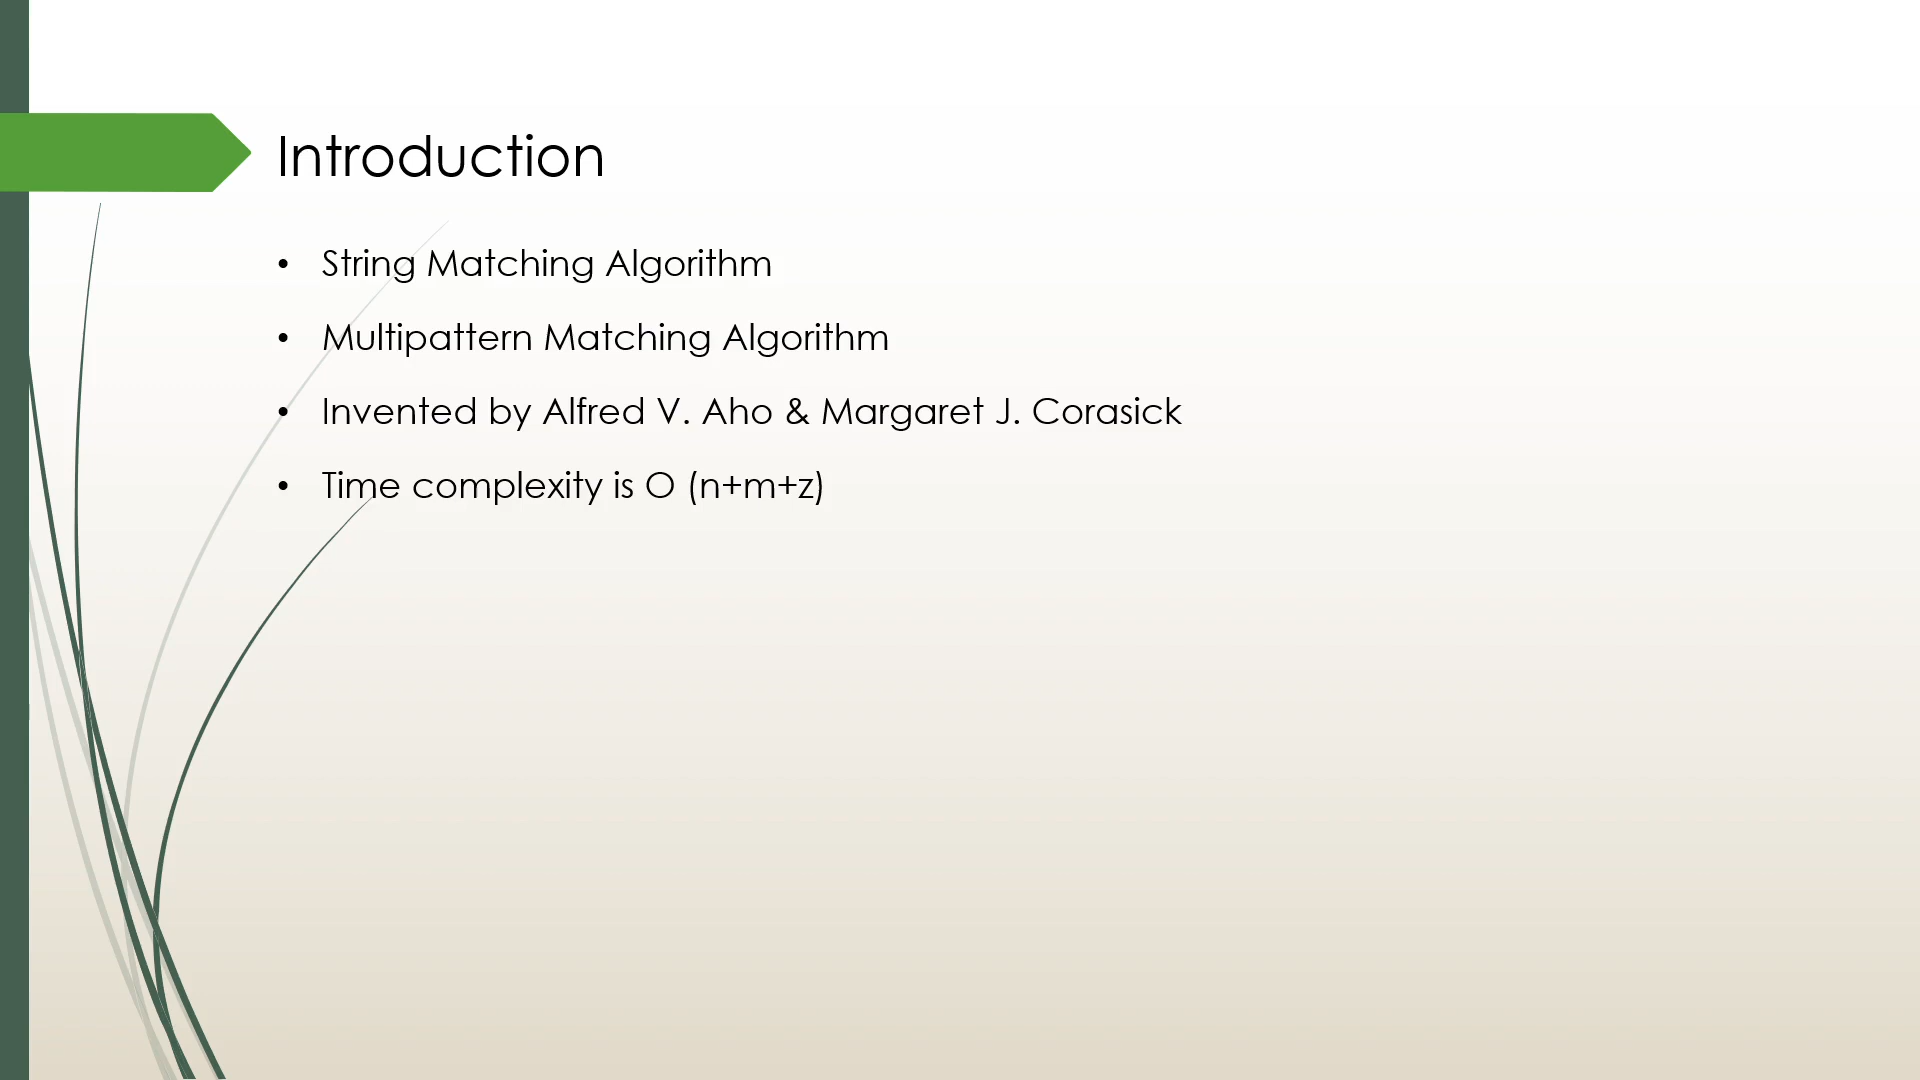 Introduction
• String Matching Algorithm
• Multipattern Matching Algorithm
• Invented by Alfred V. Aho & Margaret J. Corasick
• Time complexity is O (n+m+z)